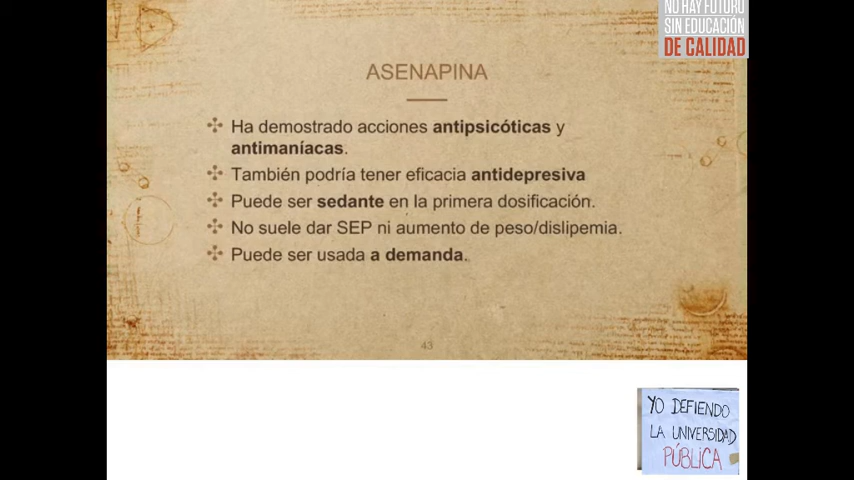 NO HAY FUTURO
SIN EDUCACIÓN
DE CALIDAD
ASENAPINA
Ha demostrado acciones antipsicóticas y
antimaníacas.
También podría tener eficacia antidepresiva
Puede ser sedante en la primera dosificación.
No suele dar SEP ni aumento de peso/dislipemia.
Puede ser usada a demanda.
43
YO DEFIENDO
LA UNIVERSIDAD
PÚBLICA